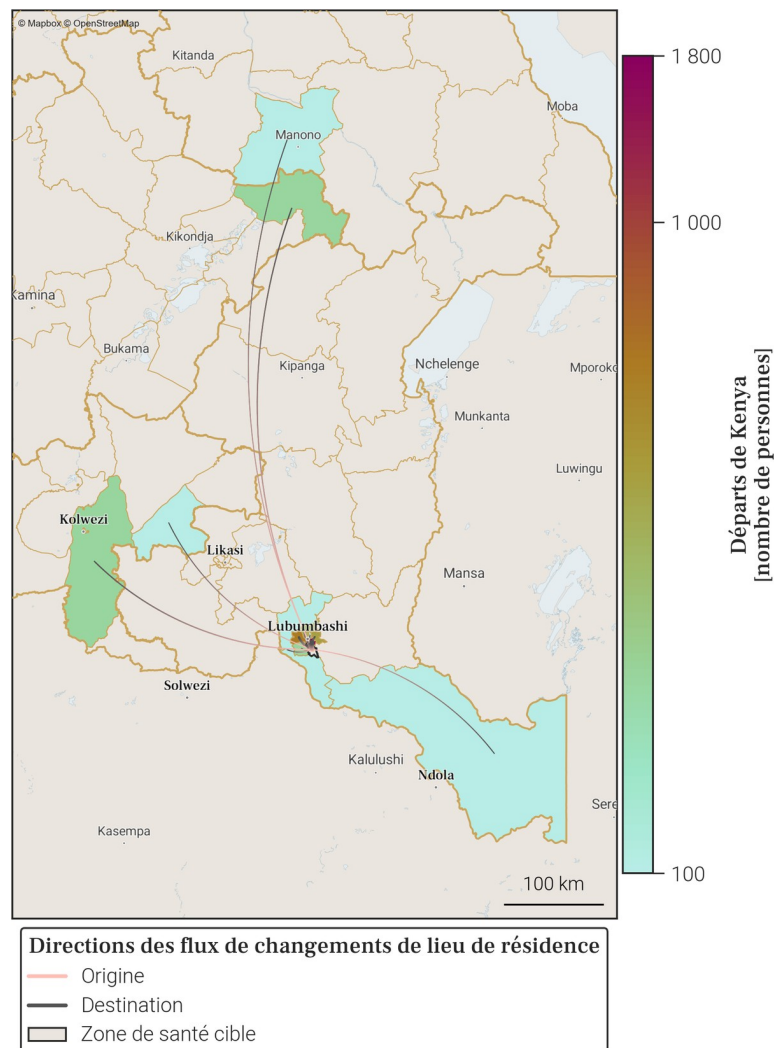 © Mapbox © OpenStreetMap
Kitanda
Moba
Manono
Kikondja
Kamina
Bukama
Kipanga
Nchelenge
Mporoko
Munkanta
Luwingu
Kolwezi
Likasi
Mansa
Lubumbashi
Solwezi
Kalulushi
Ndola
Sere
Kasempa
100 km
1 800
1 000
100
Départs de Kenya
[nombre de personnes]
Directions des flux de changements de lieu de résidence
Origine
Destination
Zone de santé cible